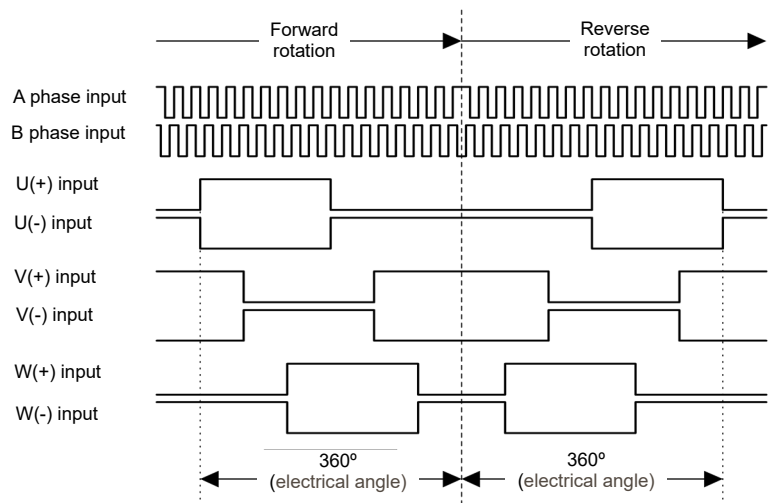 Forward
rotation
Reverse
rotation
A phase input
B phase input
U(+) input
U(-) input
V(+) input
V(-) input
W(+) input
W(-) input
360º
(electrical angle)
360º
(electrical angle)